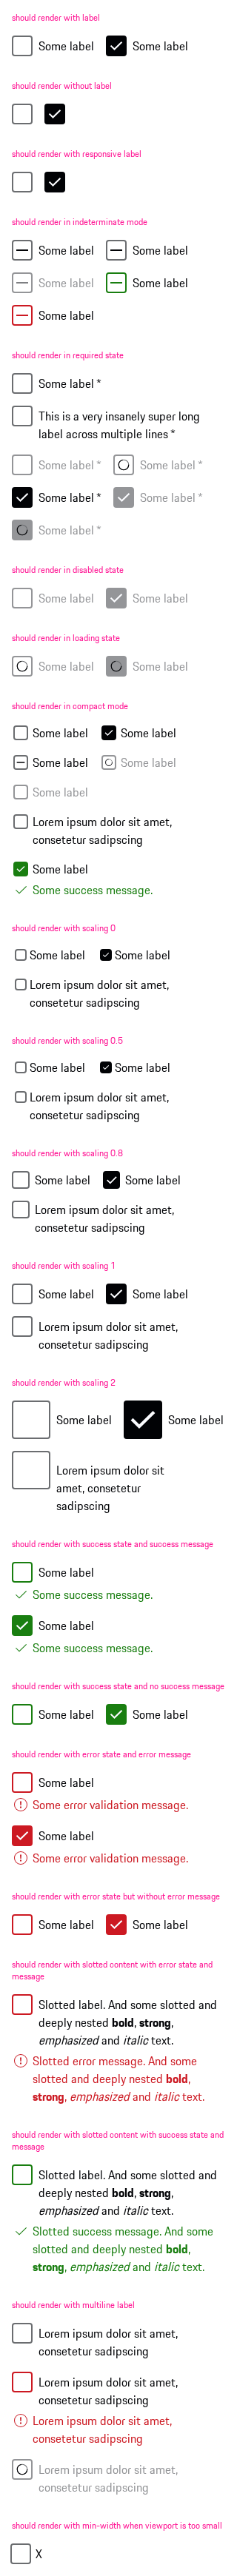 should render with label
Some label Some label
should render without label
should render with responsive label
should render in indeterminate mode
Some label Some label
Some label Some label
Some label
should render in required state
Some label *
This is a very insanely super long
label across multiple lines *
Some label * Some label *
Some label * Some label *
Some label *
should render in disabled state
Some label Some label
should render in loading state
Some label Some label
should render in compact mode
Some label Some label
Some label Some label
Some label
Lorem ipsum dolor sit amet,
consetetur sadipscing
Some label
Some success message.
should render with scaling 0
Some label Some label
Lorem ipsum dolor sit amet,
consetetur sadipscing
should render with scaling 0.5
Some label Some label
Lorem ipsum dolor sit amet,
consetetur sadipscing
should render with scaling 0.8
Some label Some label
Lorem ipsum dolor sit amet,
consetetur sadipscing
should render with scaling 1
Some label Some label
Lorem ipsum dolor sit amet,
consetetur sadipscing
should render with scaling 2
Some label Some label
Lorem ipsum dolor sit
amet, consetetur
sadipscing
should render with success state and success message
Some label
Some success message.
Some label
Some success message.
should render with success state and no success message
Some label Some label
should render with error state and error message
Some label
Some error validation message.
Some label
Some error validation message.
should render with error state but without error message
Some label Some label
should render with slotted content with error state and
message
Slotted label. And some slotted and
deeply nested bold, strong,
emphasized and italic text.
Slotted error message. And some
slotted and deeply nested bold,
strong, emphasized and italic text.
should render with slotted content with success state and
message
Slotted label. And some slotted and
deeply nested bold, strong,
emphasized and italic text.
Slotted success message. And some
slotted and deeply nested bold,
strong, emphasized and italic text.
should render with multiline label
Lorem ipsum dolor sit amet,
consetetur sadipscing
Lorem ipsum dolor sit amet,
consetetur sadipscing
Lorem ipsum dolor sit amet,
consetetur sadipscing
Lorem ipsum dolor sit amet,
consetetur sadipscing
should render with min-width when viewport is too small
X